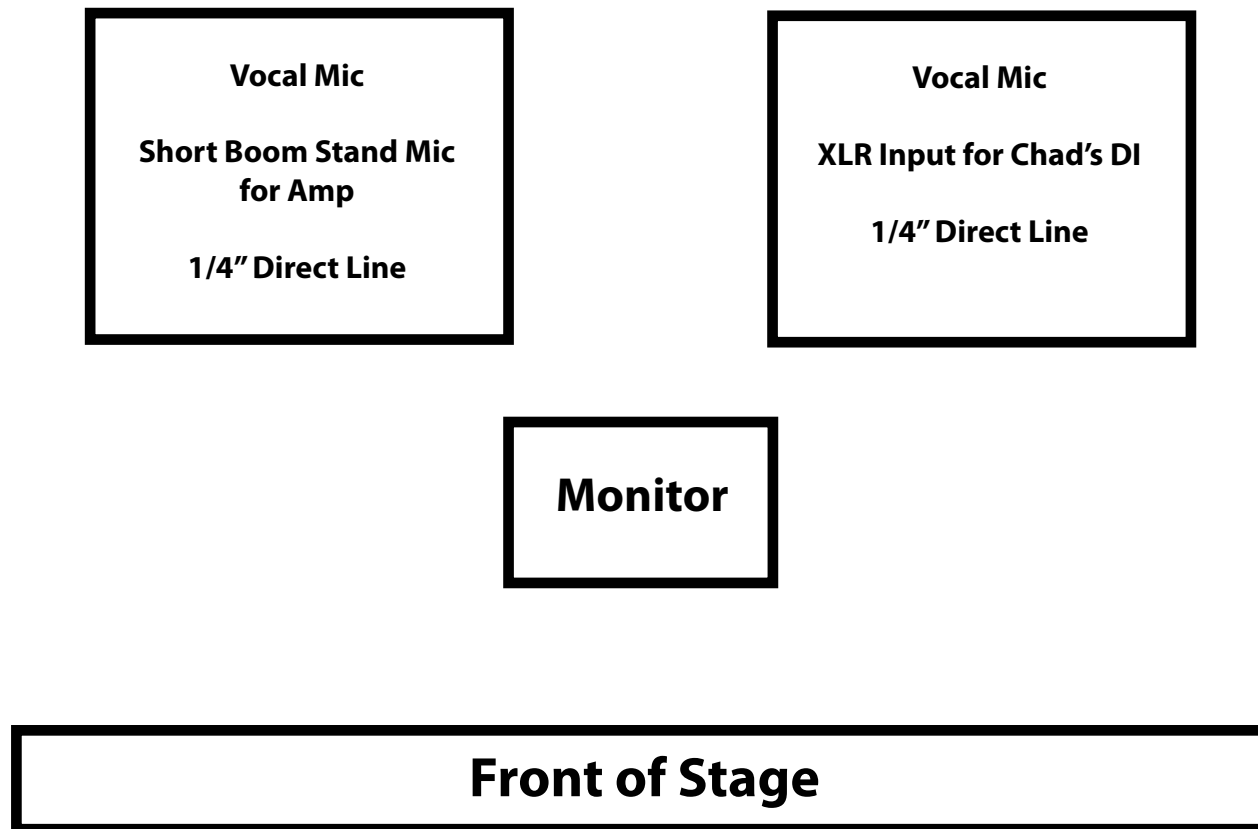 Vocal Mic
Short Boom Stand Mic
for Amp
1/4” Direct Line
Vocal Mic
XLR Input for Chad’s DI
1/4” Direct Line
Monitor
Front of Stage